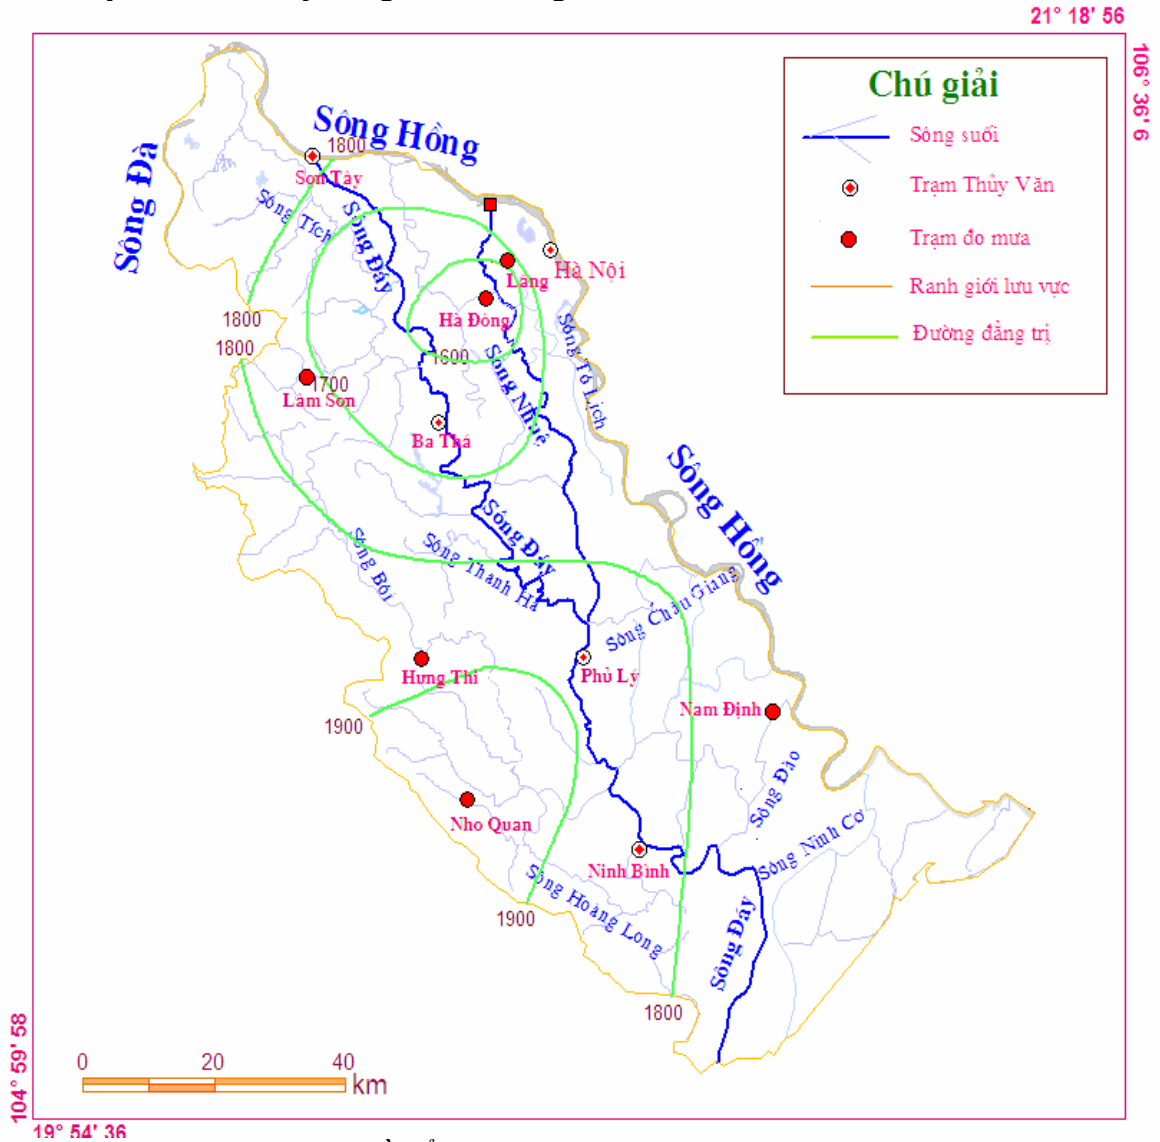 21° 18' 56
106° 36' 6
Chú giải
Sông suối
Trạm Thủy Văn
Trạm đo mưa
Ranh giới lưu vực
Đường đẳng trị
Sông Hồng
Sông Đà
1800
Sơn Tây
Sông Tích
Sông Đáy
Hà Nội
Láng
Hà Đông
1800
1800
1600
Sông Tô Lịch
Sông Nhuệ
1700
Lâm Sơn
Ba Thá
Sông Hồng
Sông Đáy
Sông Bôi
Sông Thanh Hà
Sông Châu Giang
Hưng Thi
Phủ Lý
Nam Định
1900
Sông Đào
Nho Quan
Sông Ninh Cơ
Ninh Bình
Sông Hoàng Long
1900
Sông Đáy
1800
0 20 40
km
104° 59' 58
19° 54' 36